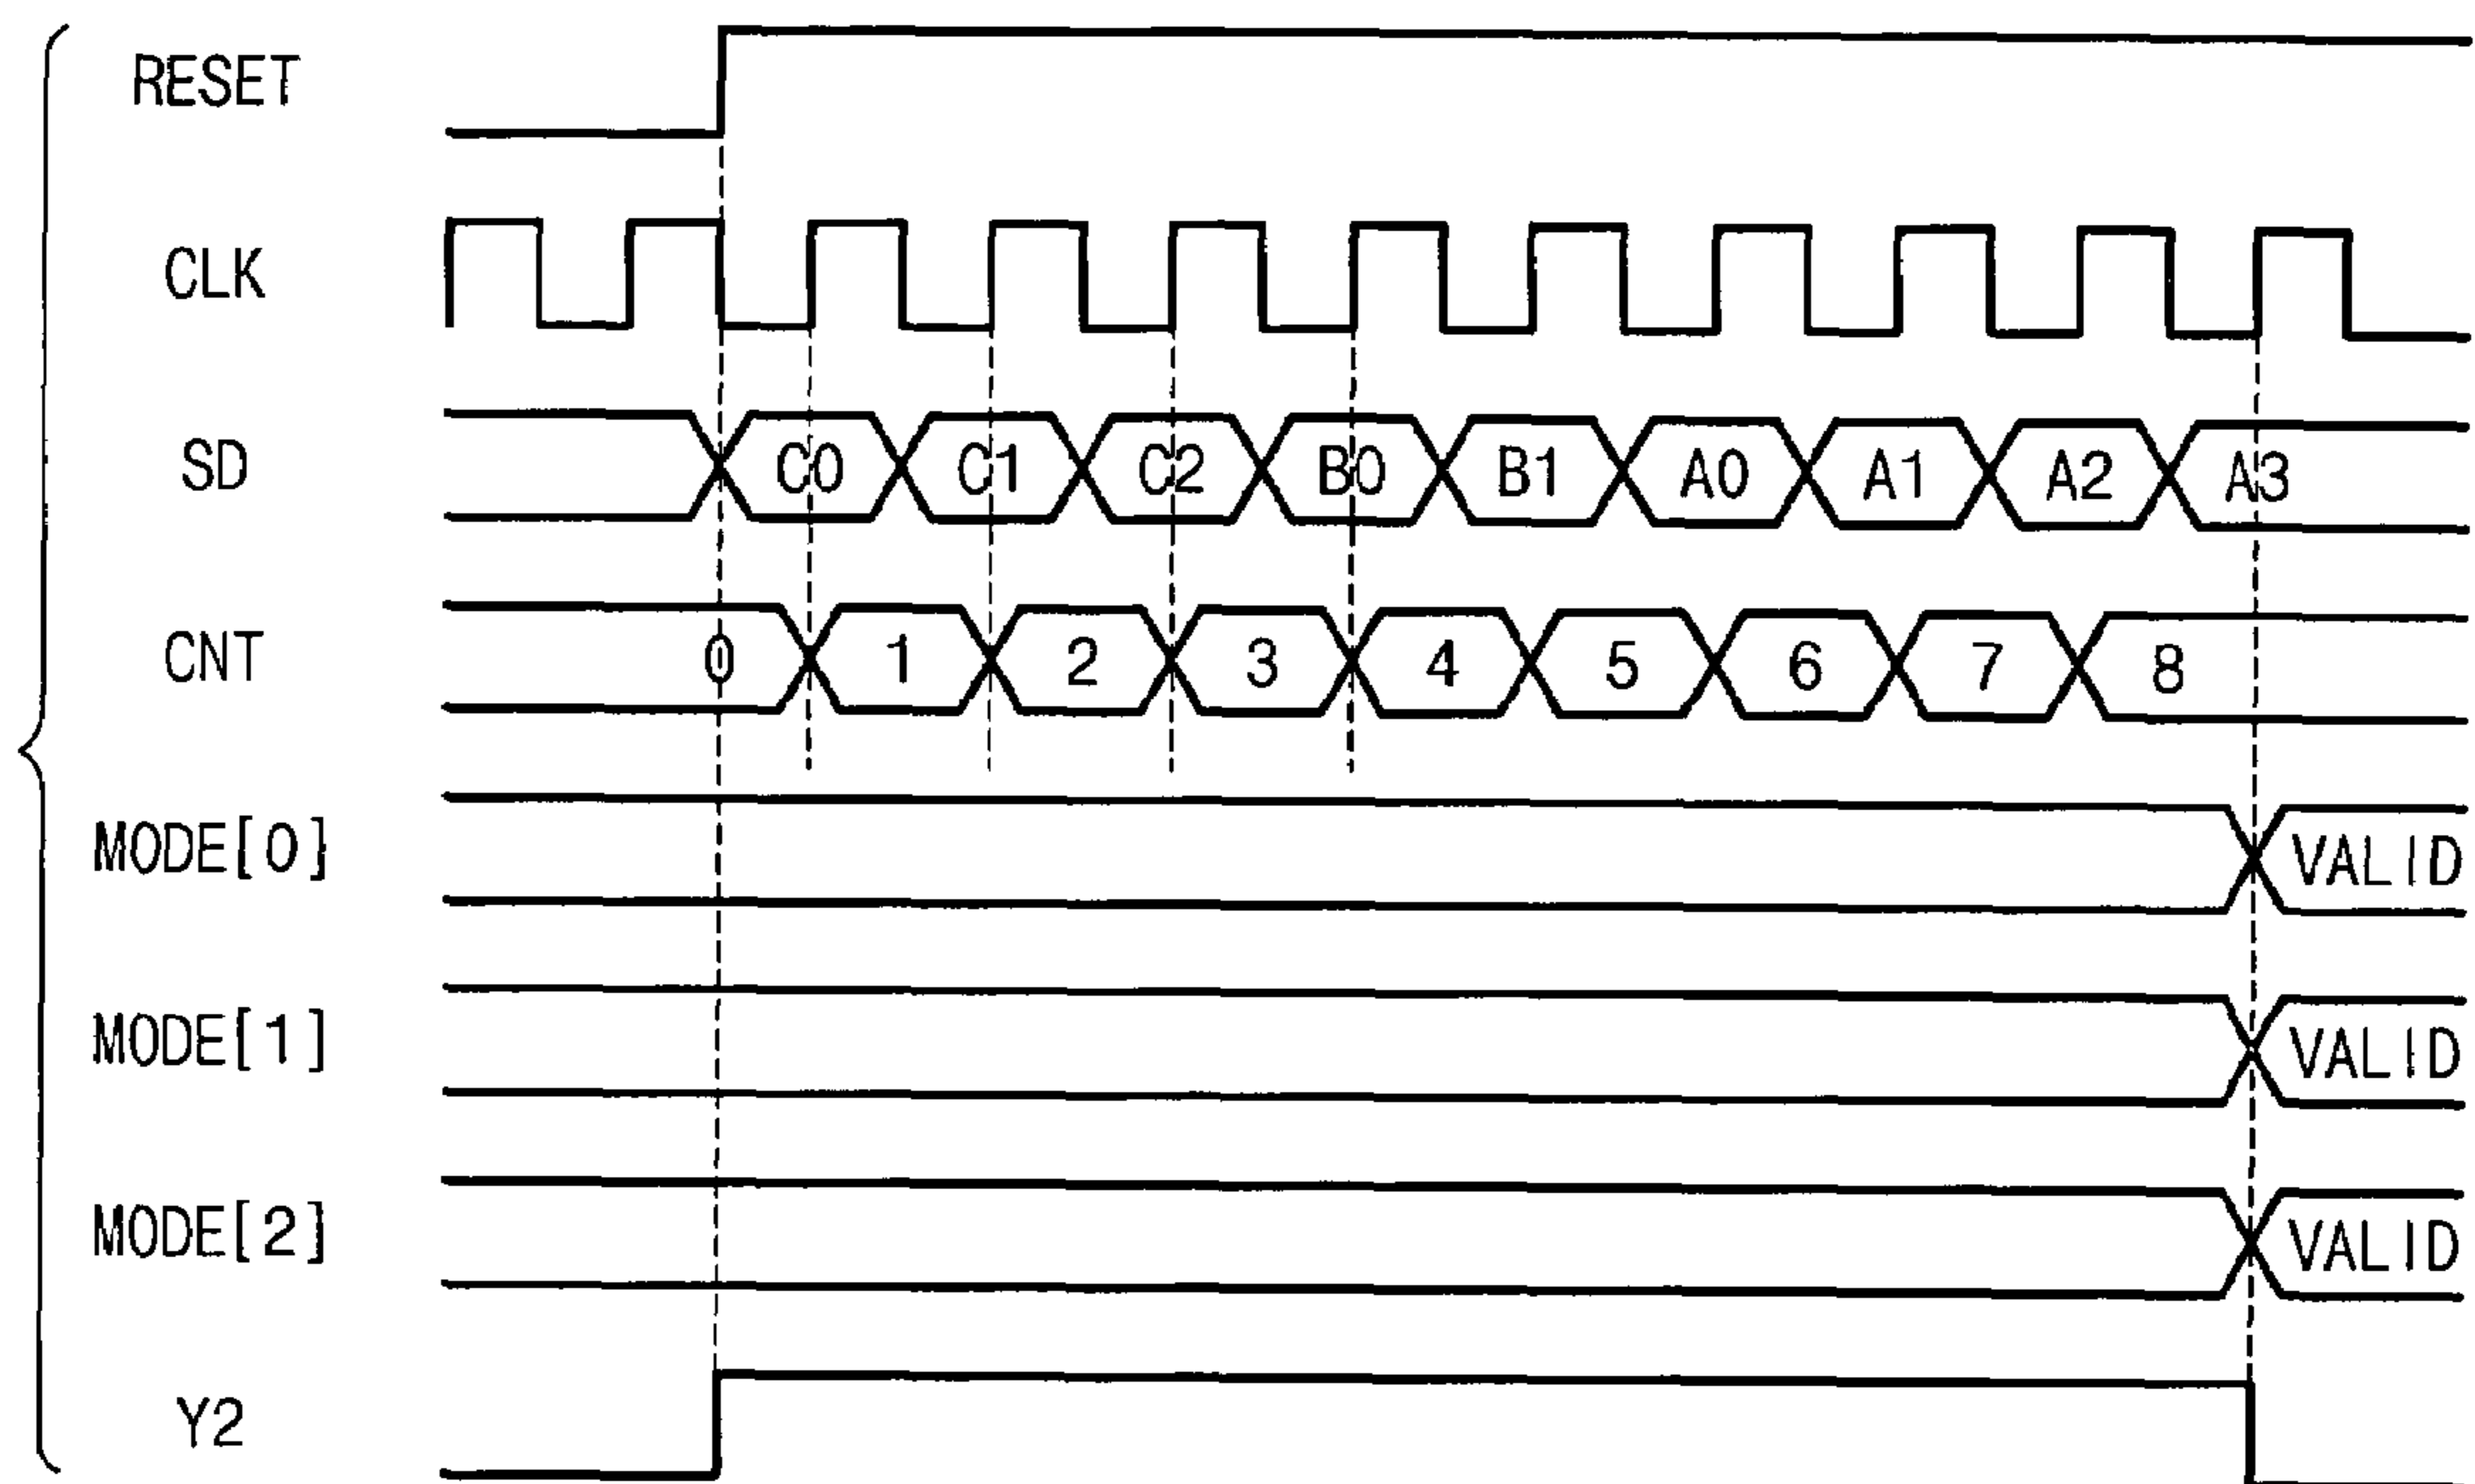 RESET
CLK
SD C0 C1 C2 B0 B1 A0 A1 A2 A3
CNT 0 1 2 3 4 5 6 7 8
MODE[0] VALID
MODE[1] VALID
MODE[2] VALID
Y2